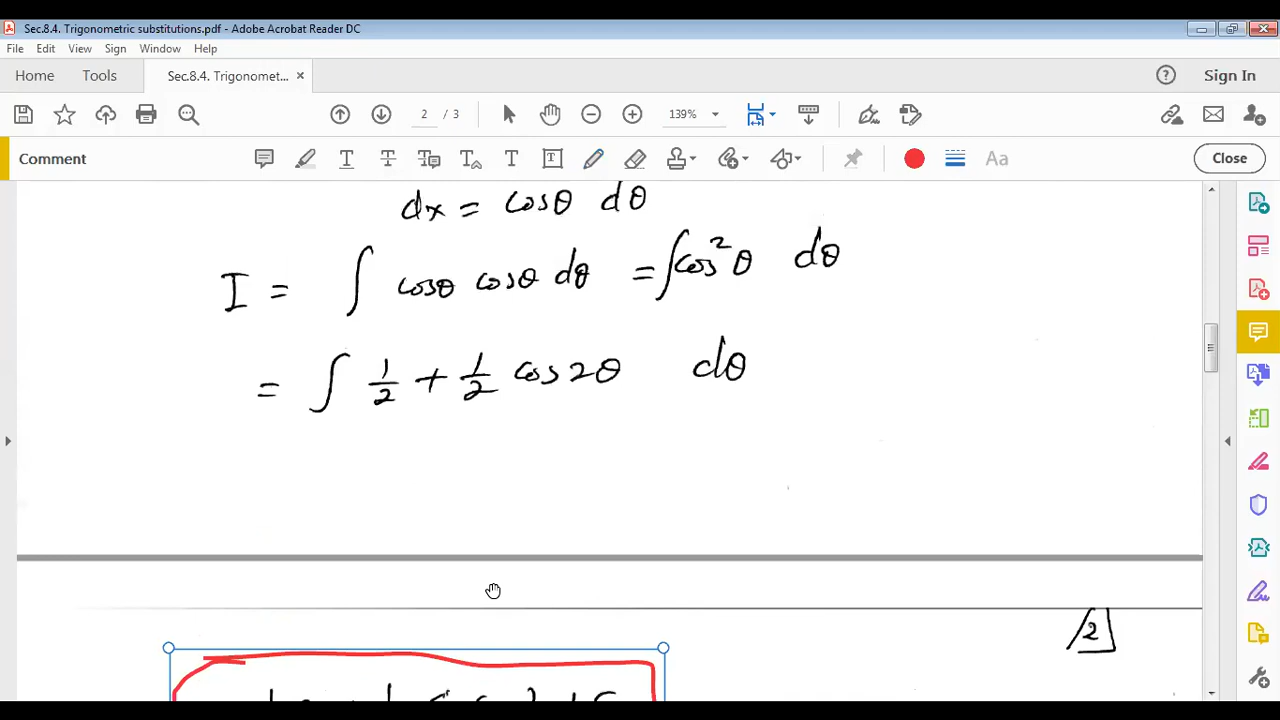 Sec.8.4. Trigonometric substitutions.pdf - Adobe Acrobat Reader DC
File Edit View Sign Window Help
Home Tools Sec.8.4. Trigonomet... × Sign In
2 / 3 139%
Comment Aa Close
dx = cosθ dθ
I = ∫ cosθ cosθ dθ = ∫cos²θ dθ
= ∫ 1/2 + 1/2 cos2θ dθ
2